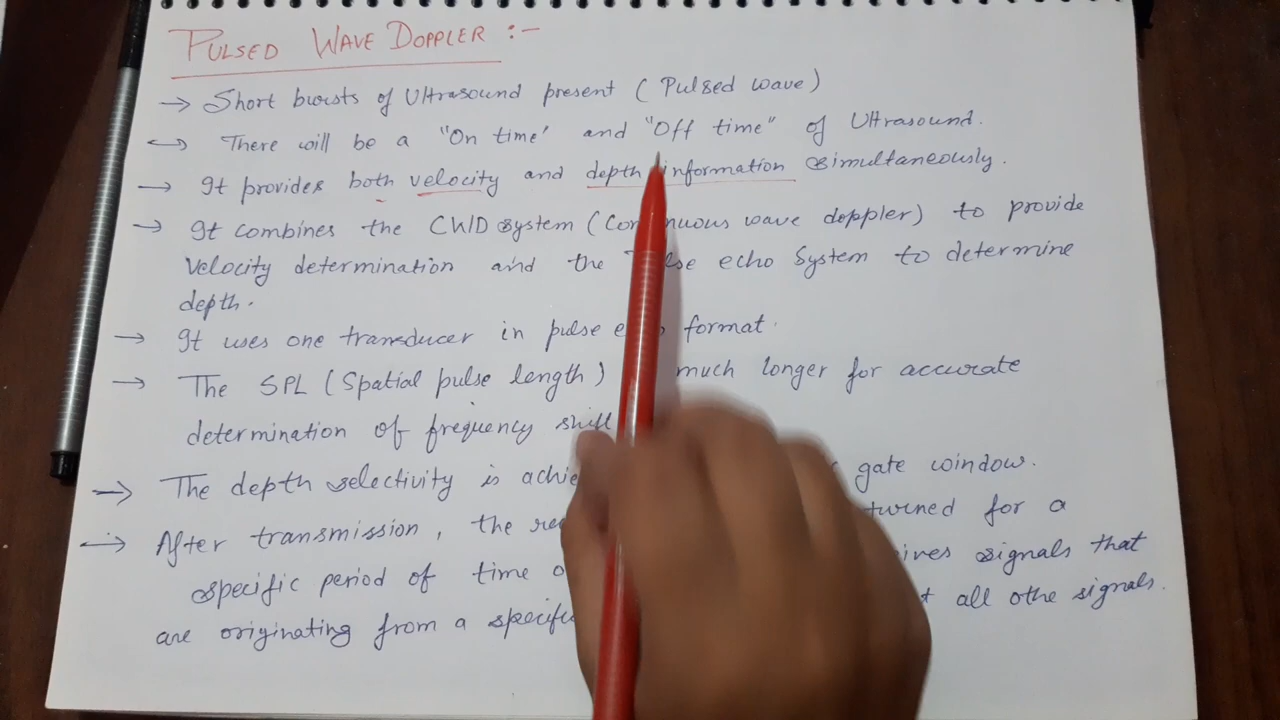 PULSED WAVE DOPPLER :-
→ Short bursts of Ultrasound present (Pulsed wave)
→ There will be a "On time' and "Off time" of Ultrasound.
→ It provides both velocity and depth information simultaneously.
→ It combines the CWD system (Continuous wave doppler) to provide
velocity determination and the Pulse echo System to determine
depth.
→ It uses one transducer in pulse echo format.
→ The SPL (Spatial pulse length) much longer for accurate
determination of frequency shift
→ The depth selectivity is gate window.
→ After transmission, the turned for a
specific period of time signals that
are originating from a specific all othe signals.